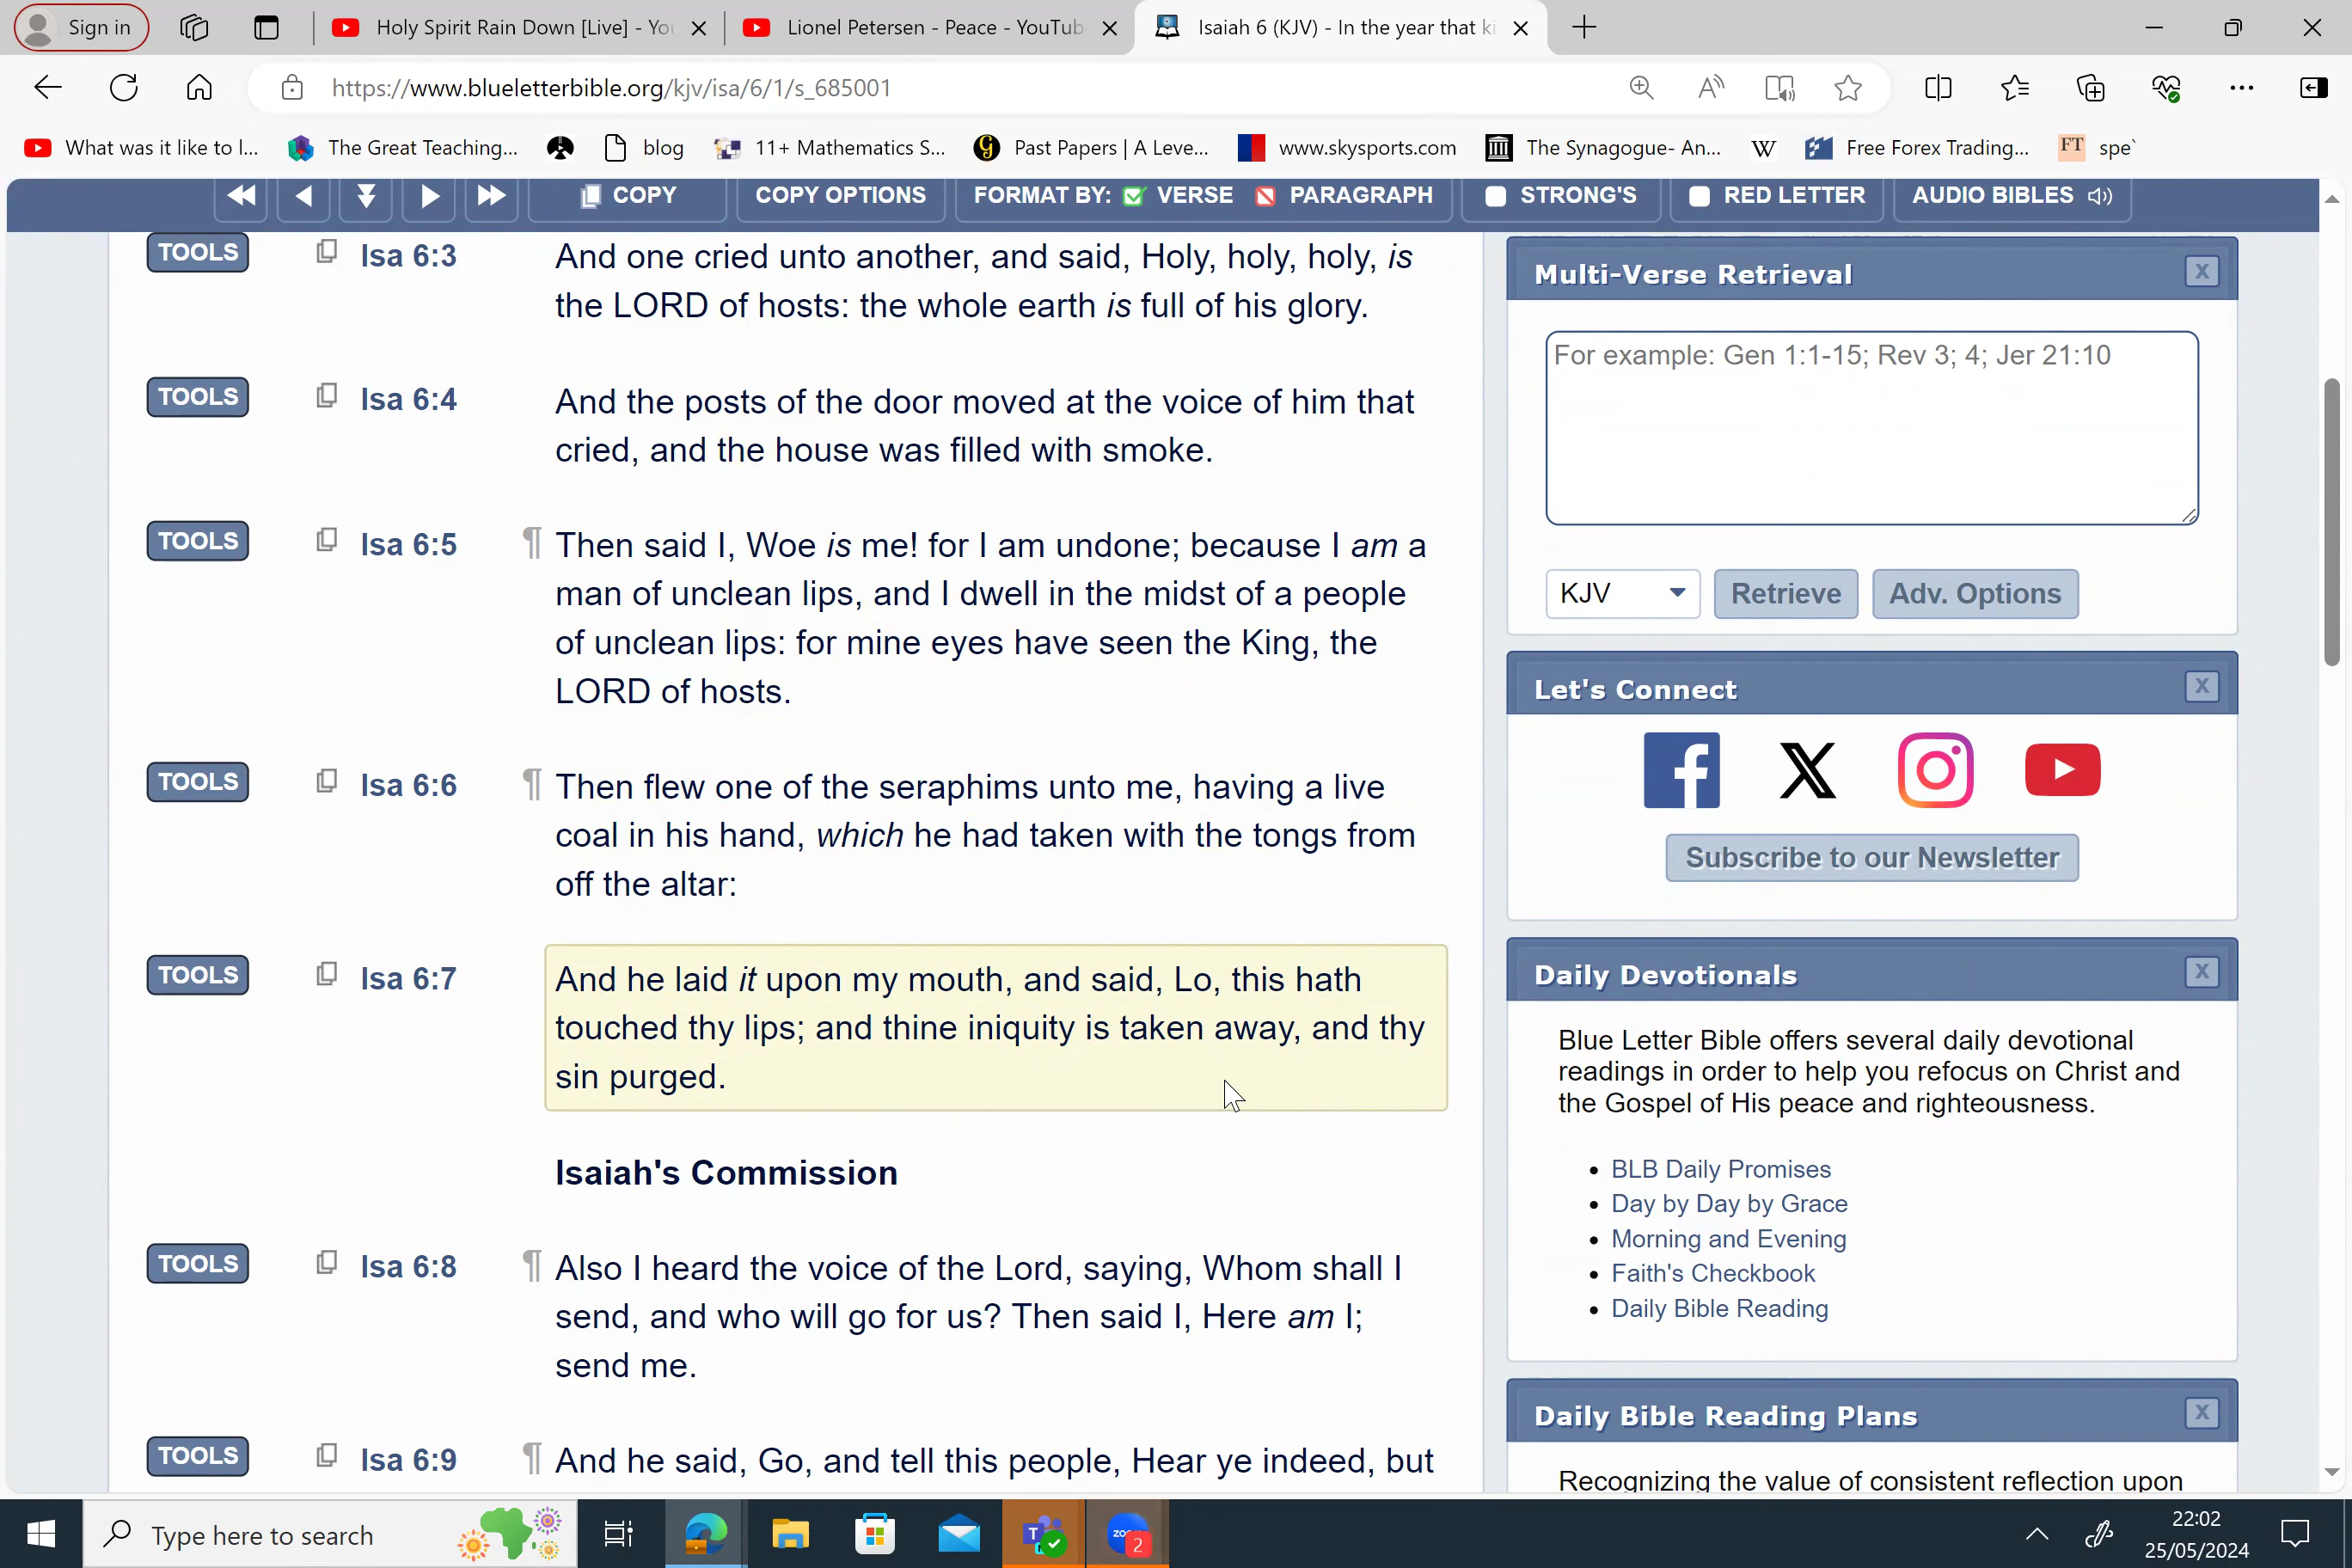 Sign in
Holy Spirit Rain Down [Live] - You
Lionel Petersen - Peace - YouTub
Isaiah 6 (KJV) - In the year that ki
https://www.blueletterbible.org/kjv/isa/6/1/s_685001
What was it like to l...
The Great Teaching...
blog
11+ Mathematics S...
Past Papers | A Leve...
www.skysports.com
The Synagogue- An...
W
Free Forex Trading...
FT spe`
COPY
COPY OPTIONS
FORMAT BY: VERSE PARAGRAPH
STRONG'S
RED LETTER
AUDIO BIBLES
TOOLS Isa 6:3 And one cried unto another, and said, Holy, holy, holy, is
the LORD of hosts: the whole earth is full of his glory.
TOOLS Isa 6:4 And the posts of the door moved at the voice of him that
cried, and the house was filled with smoke.
TOOLS Isa 6:5 ¶ Then said I, Woe is me! for I am undone; because I am a
man of unclean lips, and I dwell in the midst of a people
of unclean lips: for mine eyes have seen the King, the
LORD of hosts.
TOOLS Isa 6:6 ¶ Then flew one of the seraphims unto me, having a live
coal in his hand, which he had taken with the tongs from
off the altar:
TOOLS Isa 6:7 And he laid it upon my mouth, and said, Lo, this hath
touched thy lips; and thine iniquity is taken away, and thy
sin purged.
Isaiah's Commission
TOOLS Isa 6:8 ¶ Also I heard the voice of the Lord, saying, Whom shall I
send, and who will go for us? Then said I, Here am I;
send me.
TOOLS Isa 6:9 ¶ And he said, Go, and tell this people, Hear ye indeed, but
Multi-Verse Retrieval X
For example: Gen 1:1-15; Rev 3; 4; Jer 21:10
KJV Retrieve Adv. Options
Let's Connect X
Subscribe to our Newsletter
Daily Devotionals X
Blue Letter Bible offers several daily devotional
readings in order to help you refocus on Christ and
the Gospel of His peace and righteousness.
• BLB Daily Promises
• Day by Day by Grace
• Morning and Evening
• Faith's Checkbook
• Daily Bible Reading
Daily Bible Reading Plans X
Recognizing the value of consistent reflection upon
Type here to search
zoom
2
22:02
25/05/2024